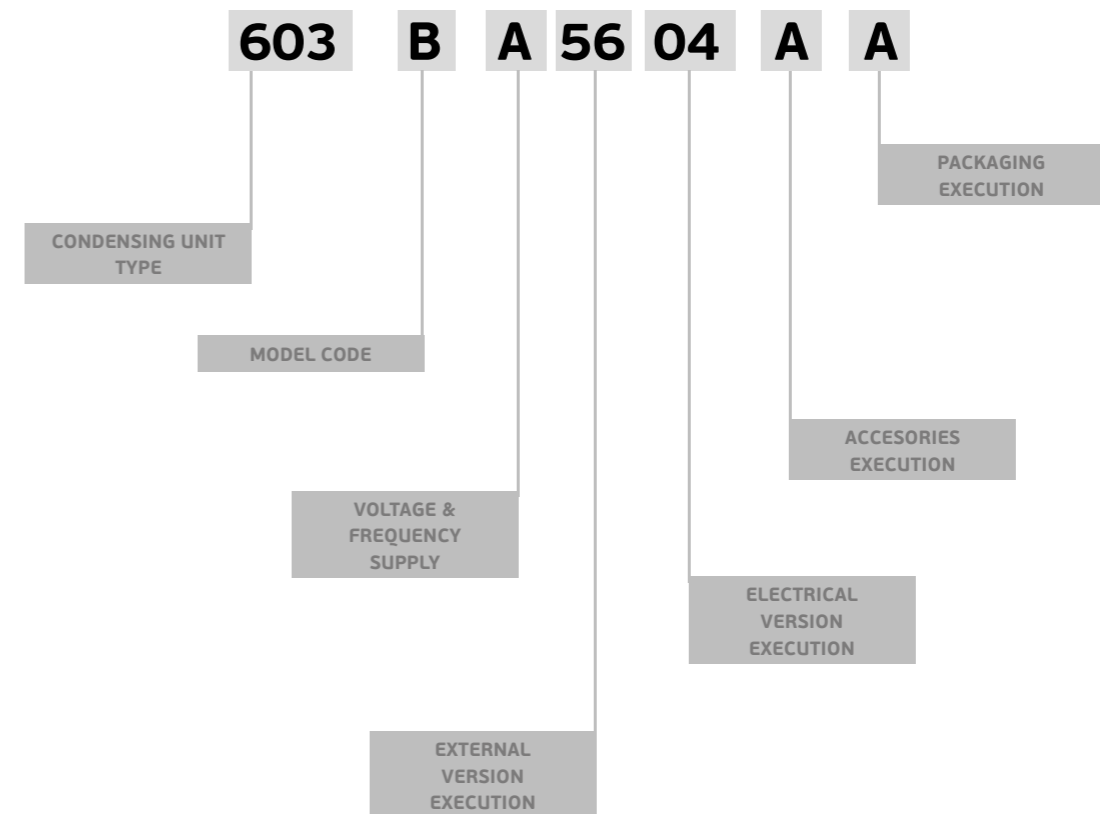 603 B A 56 04 A A
PACKAGING
EXECUTION
CONDENSING UNIT
TYPE
MODEL CODE
ACCESORIES
EXECUTION
VOLTAGE &
FREQUENCY
SUPPLY
ELECTRICAL
VERSION
EXECUTION
EXTERNAL
VERSION
EXECUTION